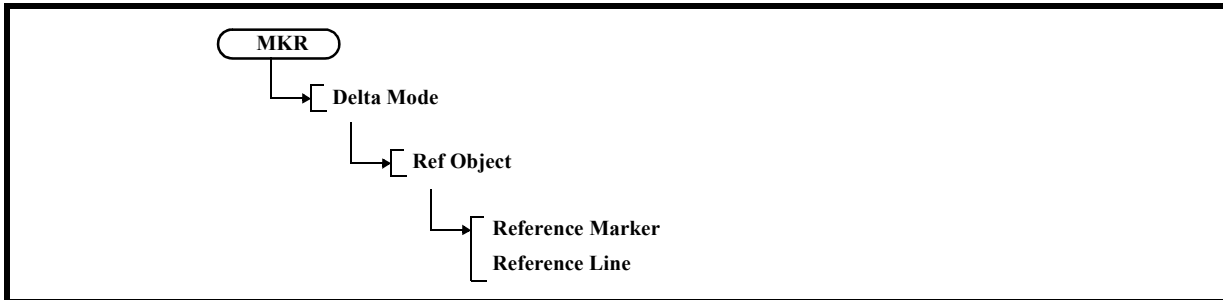 MKR
Delta Mode
Ref Object
Reference Marker
Reference Line